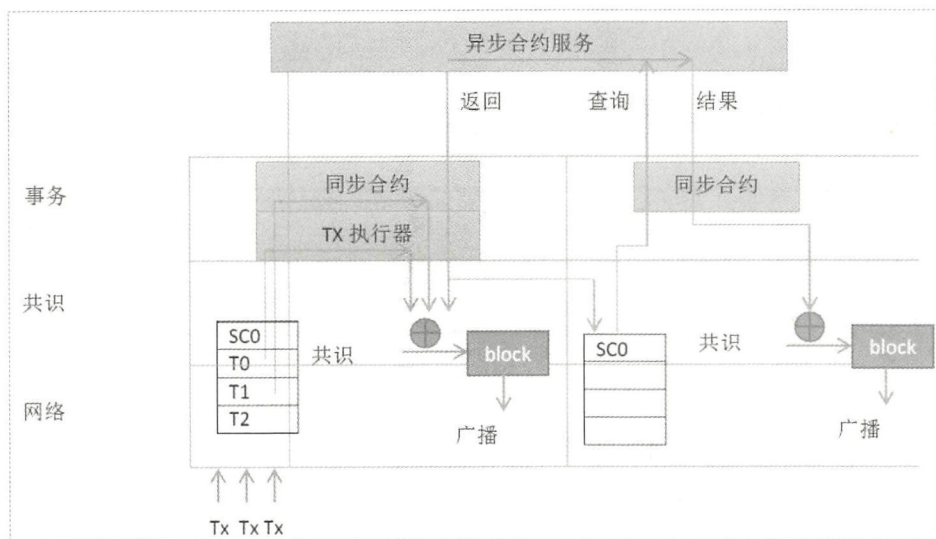 异步合约服务
返回
查询
结果
事务
同步合约
TX 执行器
同步合约
共识
SC0
T0
T1
T2
共识
block
SC0
共识
block
网络
广播
广播
Tx Tx Tx